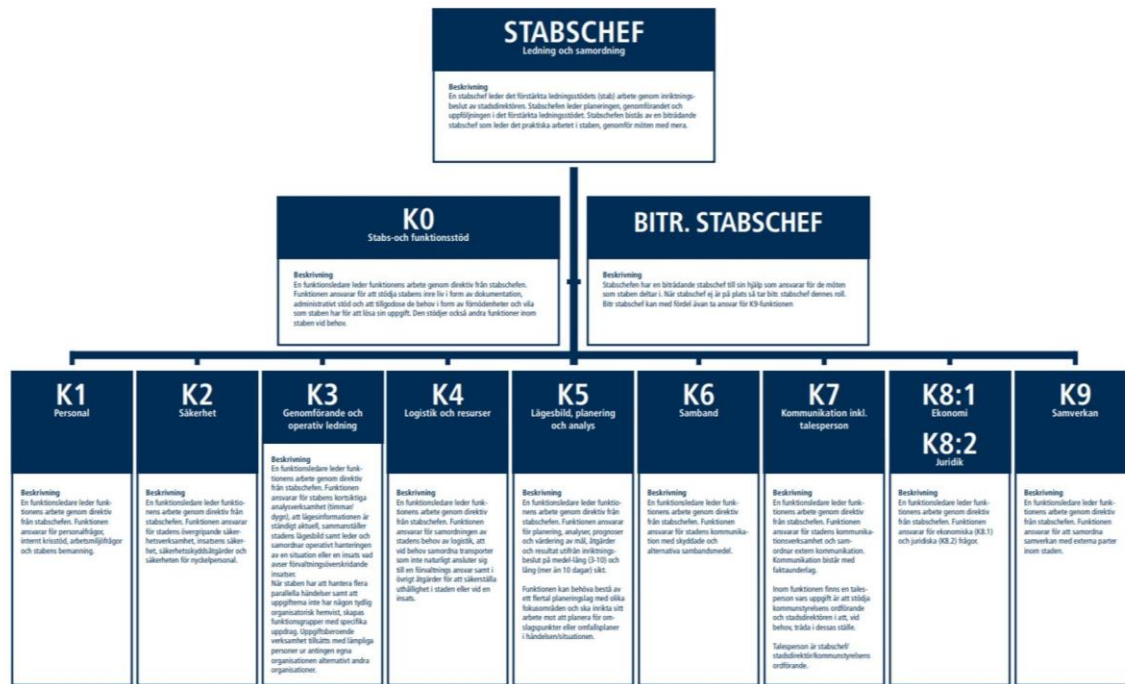 STABSCHEF
Ledning och samordning
Beskrivning
En stabschef leder det förstärkta ledningsstödets (stab) arbete genom inriktnings-
beslut av stadsdirektören. Stabschefen leder planeringen, genomförandet och
uppföljningen i det förstärkta ledningsstödet. Stabschefen bistås av en biträdande
stabschef som leder det praktiska arbetet i staben, genomför möten med mera.
K0
Stabs-och funktionsstöd
Beskrivning
En funktionsledare leder funktionens arbete genom direktiv från stabschefen.
Funktionen ansvarar för att stödja stabens inre liv i form av dokumentation,
administrativt stöd och att tillgodose de behov i form av förnödenheter och vila
som staben har för att lösa sin uppgift. Den stödjer också andra funktioner inom
staben vid behov.
BITR. STABSCHEF
Beskrivning
Stabschefen har en biträdande stabschef till sin hjälp som ansvarar för de möten
som staben deltar i. När stabschef ej är på plats så tar bitr. stabschef dennes roll.
Bitr stabschef kan med fördel ävan ta ansvar för K9-funktionen
K1
Personal
Beskrivning
En funktionsledare leder funk-
tionens arbete genom direktiv
från stabschefen. Funktionen
ansvarar för personalfrågor,
internt krisstöd, arbetsmiljöfrågor
och stabens bemanning.
K2
Säkerhet
Beskrivning
En funktionsledare leder funktio-
nens arbete genom direktiv från
stabschefen. Funktionen ansvarar
för stadens övergripande säker-
hetsverksamhet, insatsens säker-
het, säkerhetsskyddsåtgärder och
säkerheten för nyckelpersonal.
K3
Genomförande och
operativ ledning
Beskrivning
En funktionsledare leder funk-
tionens arbete genom direktiv
från stabschefen. Funktionen
ansvarar för stabens kortsiktiga
analysverksamhet (timmar/
dygn), att lägesinformationen är
ständigt aktuell, sammanställer
stadens lägesbild samt leder och
samordnar operativt hanteringen
av en situation eller en insats vad
avser förvaltningsöverskridande
insatser.
När staben har att hantera flera
parallella händelser samt att
uppgifterna inte har någon tydlig
organisatorisk hemvist, skapas
funktionsgrupper med specifika
uppdrag. Uppgiftsberoende
verksamhet tillsätts med lämpliga
personer ur antingen egna
organisationen alternativt andra
organisationer.
K4
Logistik och resurser
Beskrivning
En funktionsledare leder funk-
tionens arbete genom direktiv
från stabschefen. Funktionen
ansvarar för samordningen av
stadens behov av logistik, att
vid behov samordna transporter
som inte naturligt ansluter sig
till en förvaltnings ansvar samt i
övrigt åtgärder för att säkerställa
uthållighet i staden eller vid en
insats.
K5
Lägesbild, planering
och analys
Beskrivning
En funktionsledare leder funktio-
nens arbete genom direktiv från
stabschefen. Funktionen ansvarar
för planering, analyser, prognoser
och värdering av mål, åtgärder
och resultat utifrån inriktnings-
beslut på medel-lång (3-10) och
lång (mer än 10 dagar) sikt.
Funktionen kan behöva bestå av
ett flertal planeringslag med olika
fokusområden och ska inrikta sitt
arbete mot att planera för om-
slagspunkter eller omfallsplaner
i händelsen/situationen.
K6
Samband
Beskrivning
En funktionsledare leder funk-
tionens arbete genom direktiv
från stabschefen. Funktionen
ansvarar för stadens kommunika-
tion med skyddade och
alternativa sambandsmedel.
K7
Kommunikation inkl.
talesperson
Beskrivning
En funktionsledare leder funk-
tionens arbete genom direktiv
från stabschefen. Funktionen
ansvarar för stadens kommunika-
tionsverksamhet och sam-
ordnar extern kommunikation.
Kommunikation bistår med
faktaunderlag.
Inom funktionen finns en tales-
person vars uppgift är att stödja
kommunstyrelsens ordförande
och stadsdirektören i att, vid
behov, träda i dessas ställe.
Talesperson är stabschef/
stadsdirektör/kommunstyrelsens
ordförande.
K8:1
Ekonomi
K8:2
Juridik
Beskrivning
En funktionsledare leder funk-
tionens arbete genom direktiv
från stabschefen. Funktionen
ansvarar för ekonomiska (K8.1)
och juridiska (K8.2) frågor.
K9
Samverkan
Beskrivning
En funktionsledare leder funk-
tionens arbete genom direktiv
från stabschefen. Funktionen
ansvarar för att samordna
samverkan med externa parter
inom staden.